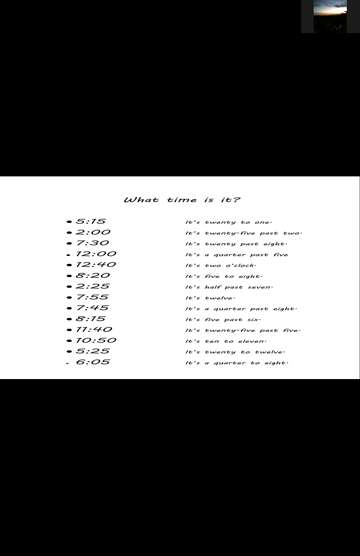 What time is it?
• 5:15 It's twenty to one.
• 2:00 It's twenty-five past two.
• 7:30 It's twenty past eight.
• 12:00 It's a quarter past five
• 12:40 It's two o'clock.
• 8:20 It's five to eight.
• 2:25 It's half past seven.
• 7:55 It's twelve.
• 7:45 It's a quarter past eight.
• 8:15 It's five past six.
• 11:40 It's twenty-five past five.
• 10:50 It's ten to eleven.
• 5:25 It's twenty to twelve.
• 6:05 It's a quarter to eight.